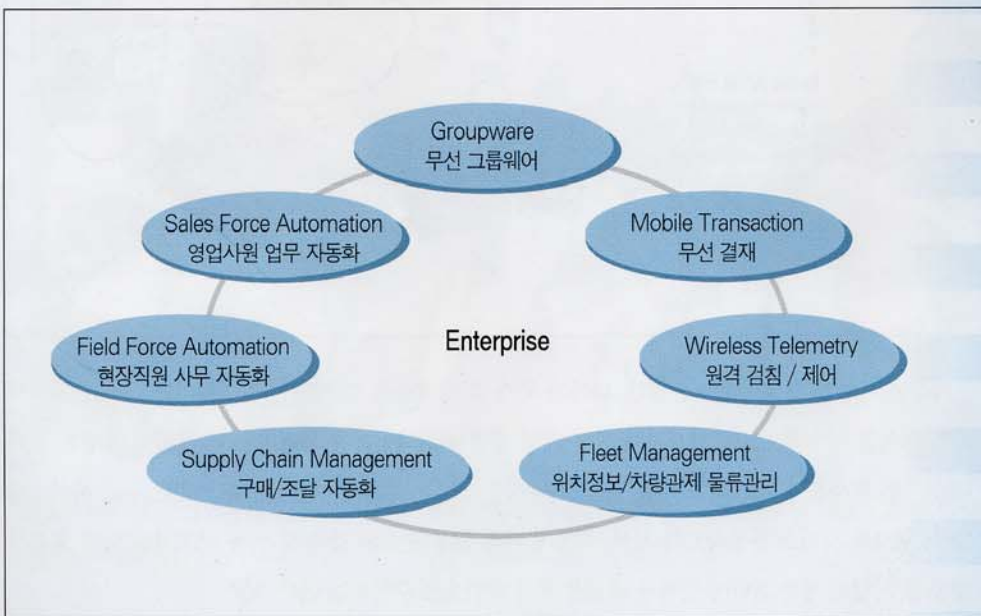 Groupware
무선 그룹웨어
Sales Force Automation
영업사원 업무 자동화
Mobile Transaction
무선 결재
Enterprise
Field Force Automation
현장직원 사무 자동화
Wireless Telemetry
원격 검침 / 제어
Supply Chain Management
구매/조달 자동화
Fleet Management
위치정보/차량관제 물류관리